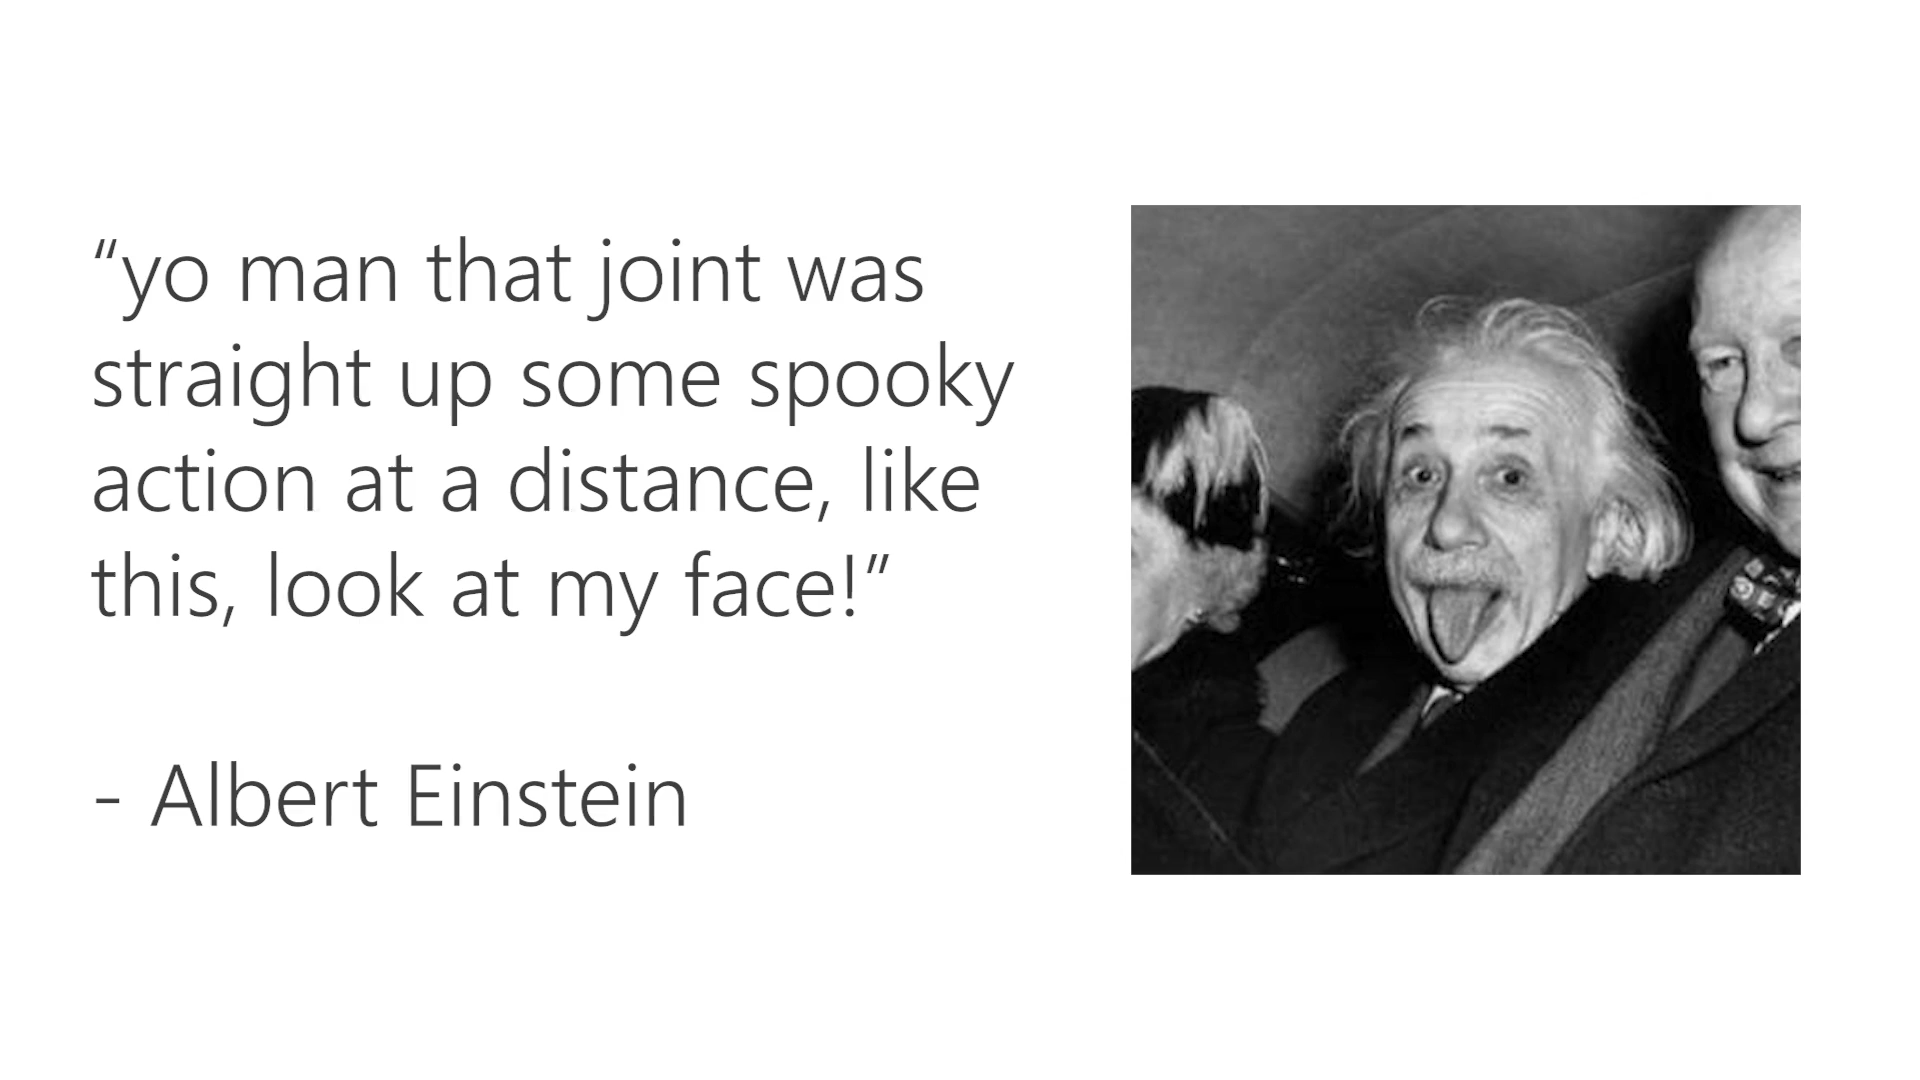 “yo man that joint was
straight up some spooky
action at a distance, like
this, look at my face!”
- Albert Einstein